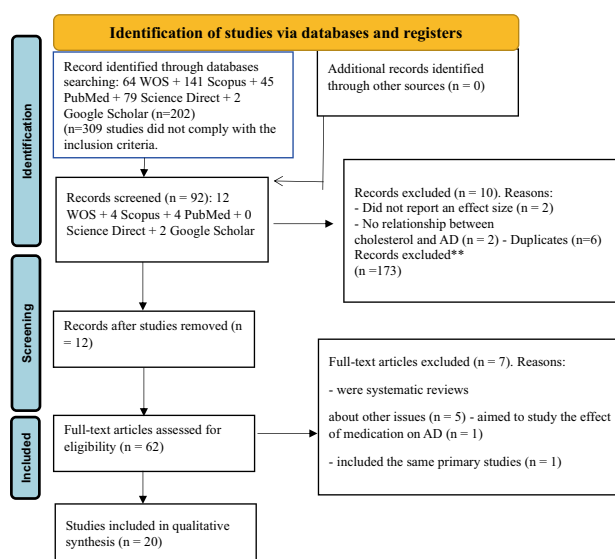 Identification of studies via databases and registers
Record identified through databases
searching: 64 WOS + 141 Scopus + 45
PubMed + 79 Science Direct + 2
Google Scholar (n=202)
(n=309 studies did not comply with the
inclusion criteria.
Additional records identified
through other sources (n = 0)
Identification
Records screened (n = 92): 12
WOS + 4 Scopus + 4 PubMed + 0
Science Direct + 2 Google Scholar
Records excluded (n = 10). Reasons:
- Did not report an effect size (n = 2)
- No relationship between
cholesterol and AD (n = 2) - Duplicates (n=6)
Records excluded**
(n =173)
Screening
Records after studies removed (n
= 12)
Full-text articles excluded (n = 7). Reasons:
- were systematic reviews
about other issues (n = 5) - aimed to study the effect
of medication on AD (n = 1)
- included the same primary studies (n = 1)
Included
Full-text articles assessed for
eligibility (n = 62)
Studies included in qualitative
synthesis (n = 20)